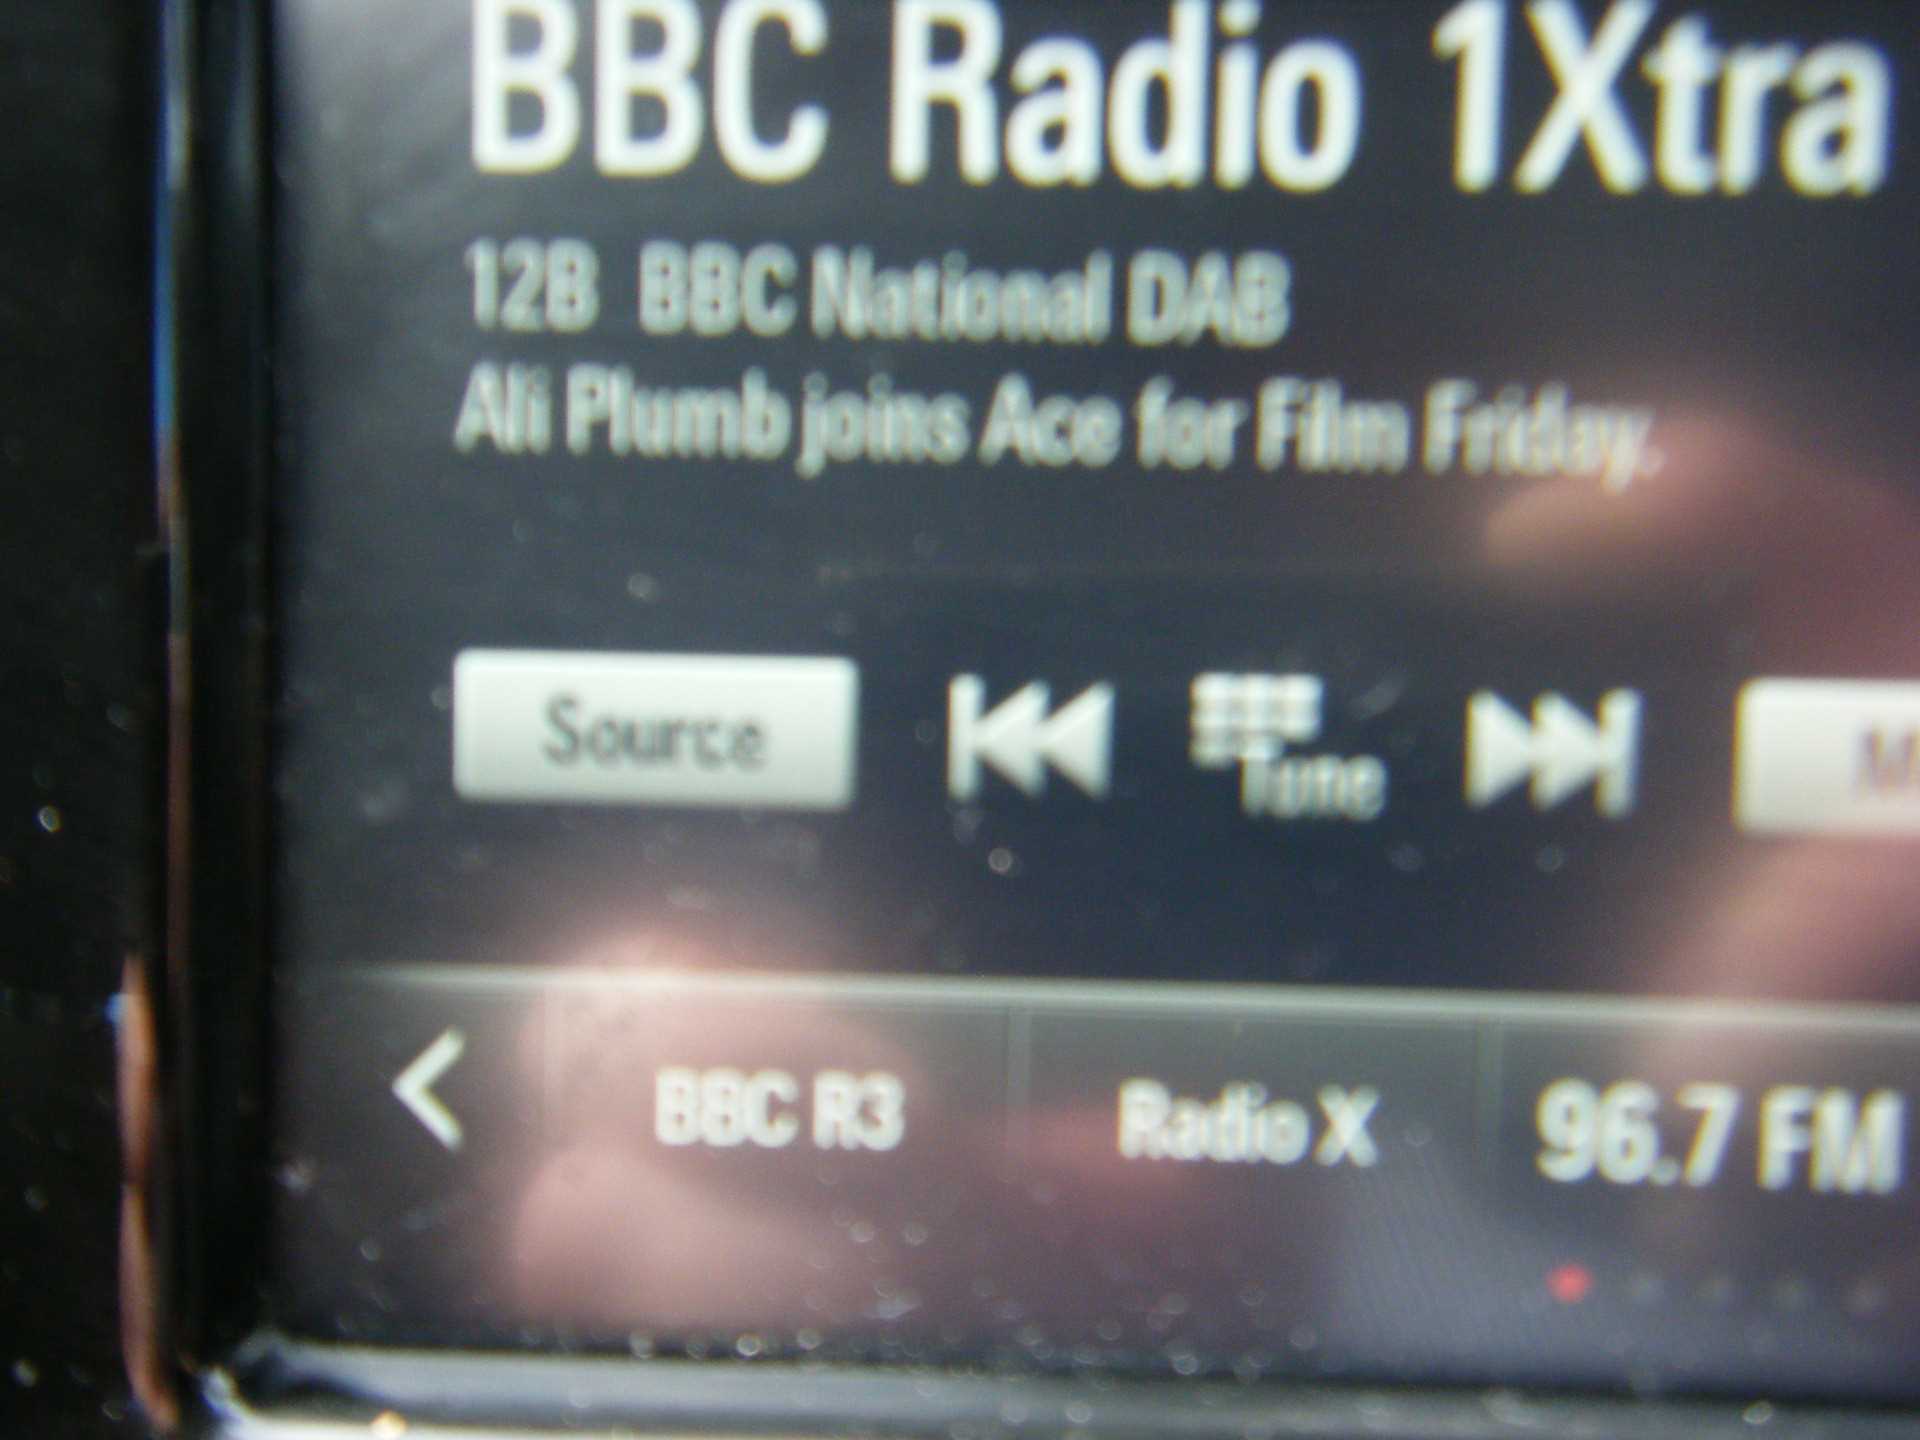 BBC Radio 1Xtra
12B BBC National DAB
Ali Plumb joins Ace for Film Friday.
Source Tune
BBC R3 Radio X 96.7 FM